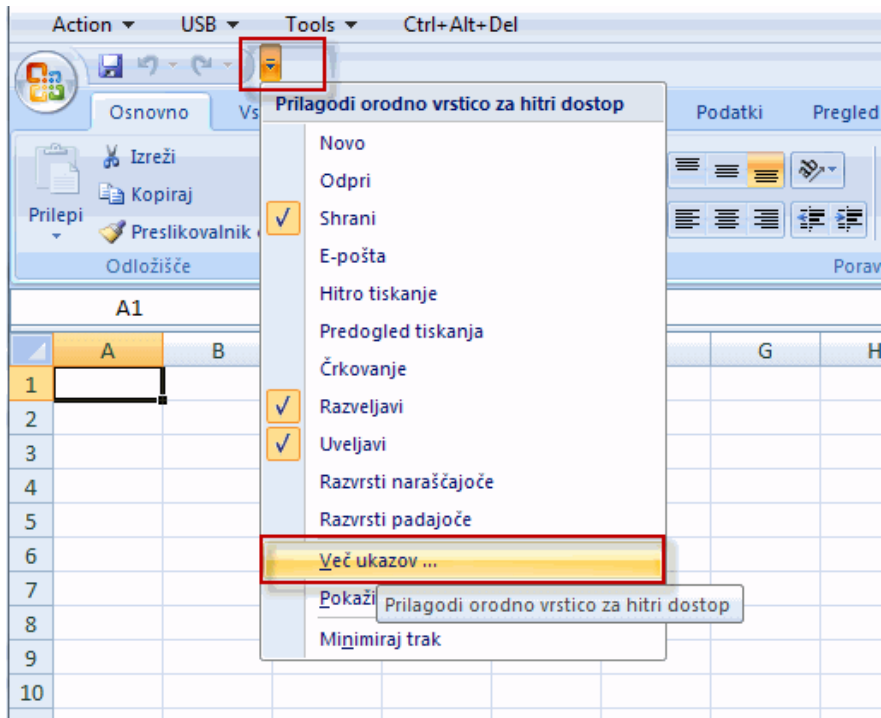 Action USB Tools Ctrl+Alt+Del
Prilagodi orodno vrstico za hitri dostop
Osnovno Vs Podatki Pregled
Prilepi
Izreži
Kopiraj
Preslikovalnik
Odložišče
Porav
Novo
Odpri
Shrani
E-pošta
Hitro tiskanje
Predogled tiskanja
Črkovanje
Razveljavi
Uveljavi
Razvrsti naraščajoče
Razvrsti padajoče
Več ukazov ...
Pokaži
Prilagodi orodno vrstico za hitri dostop
Minimiraj trak
A1
A B G H
1
2
3
4
5
6
7
8
9
10